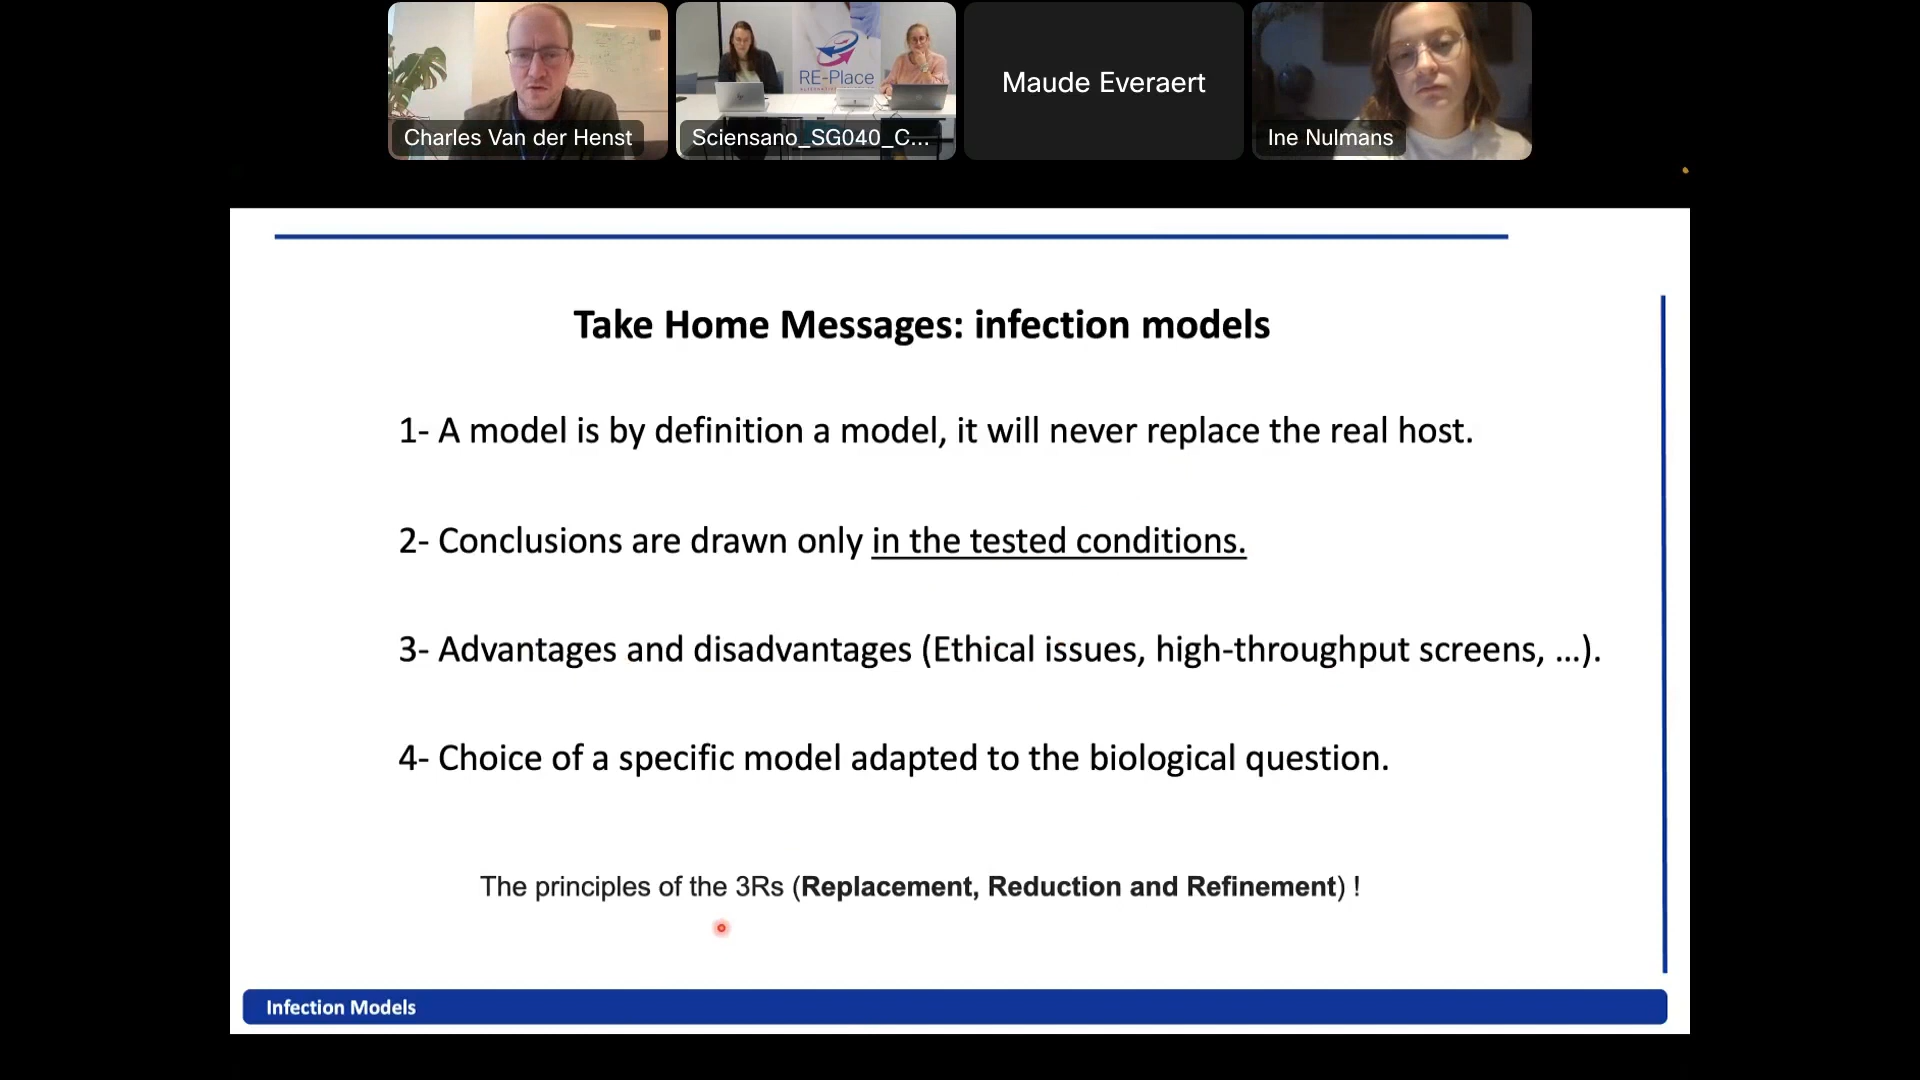 Charles Van der Henst
RE-Place
Sciensano_SG040_C...
Maude Everaert
Ine Nulmans
Take Home Messages: infection models
1- A model is by definition a model, it will never replace the real host.
2- Conclusions are drawn only in the tested conditions.
3- Advantages and disadvantages (Ethical issues, high-throughput screens, ...).
4- Choice of a specific model adapted to the biological question.
The principles of the 3Rs (Replacement, Reduction and Refinement) !
Infection Models